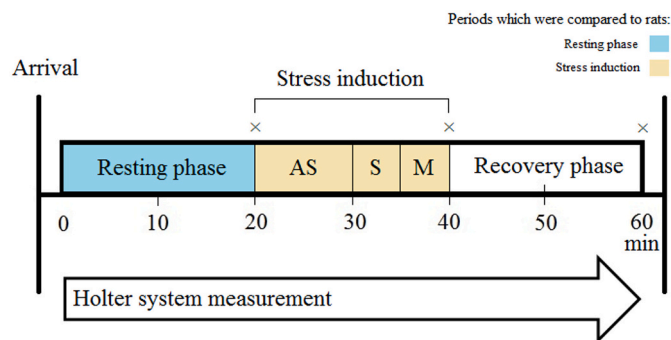 Periods which were compared to rats:
Resting phase
Stress induction
Arrival
Stress induction
× × ×
Resting phase AS S M Recovery phase
0 10 20 30 40 50 60
min
Holter system measurement